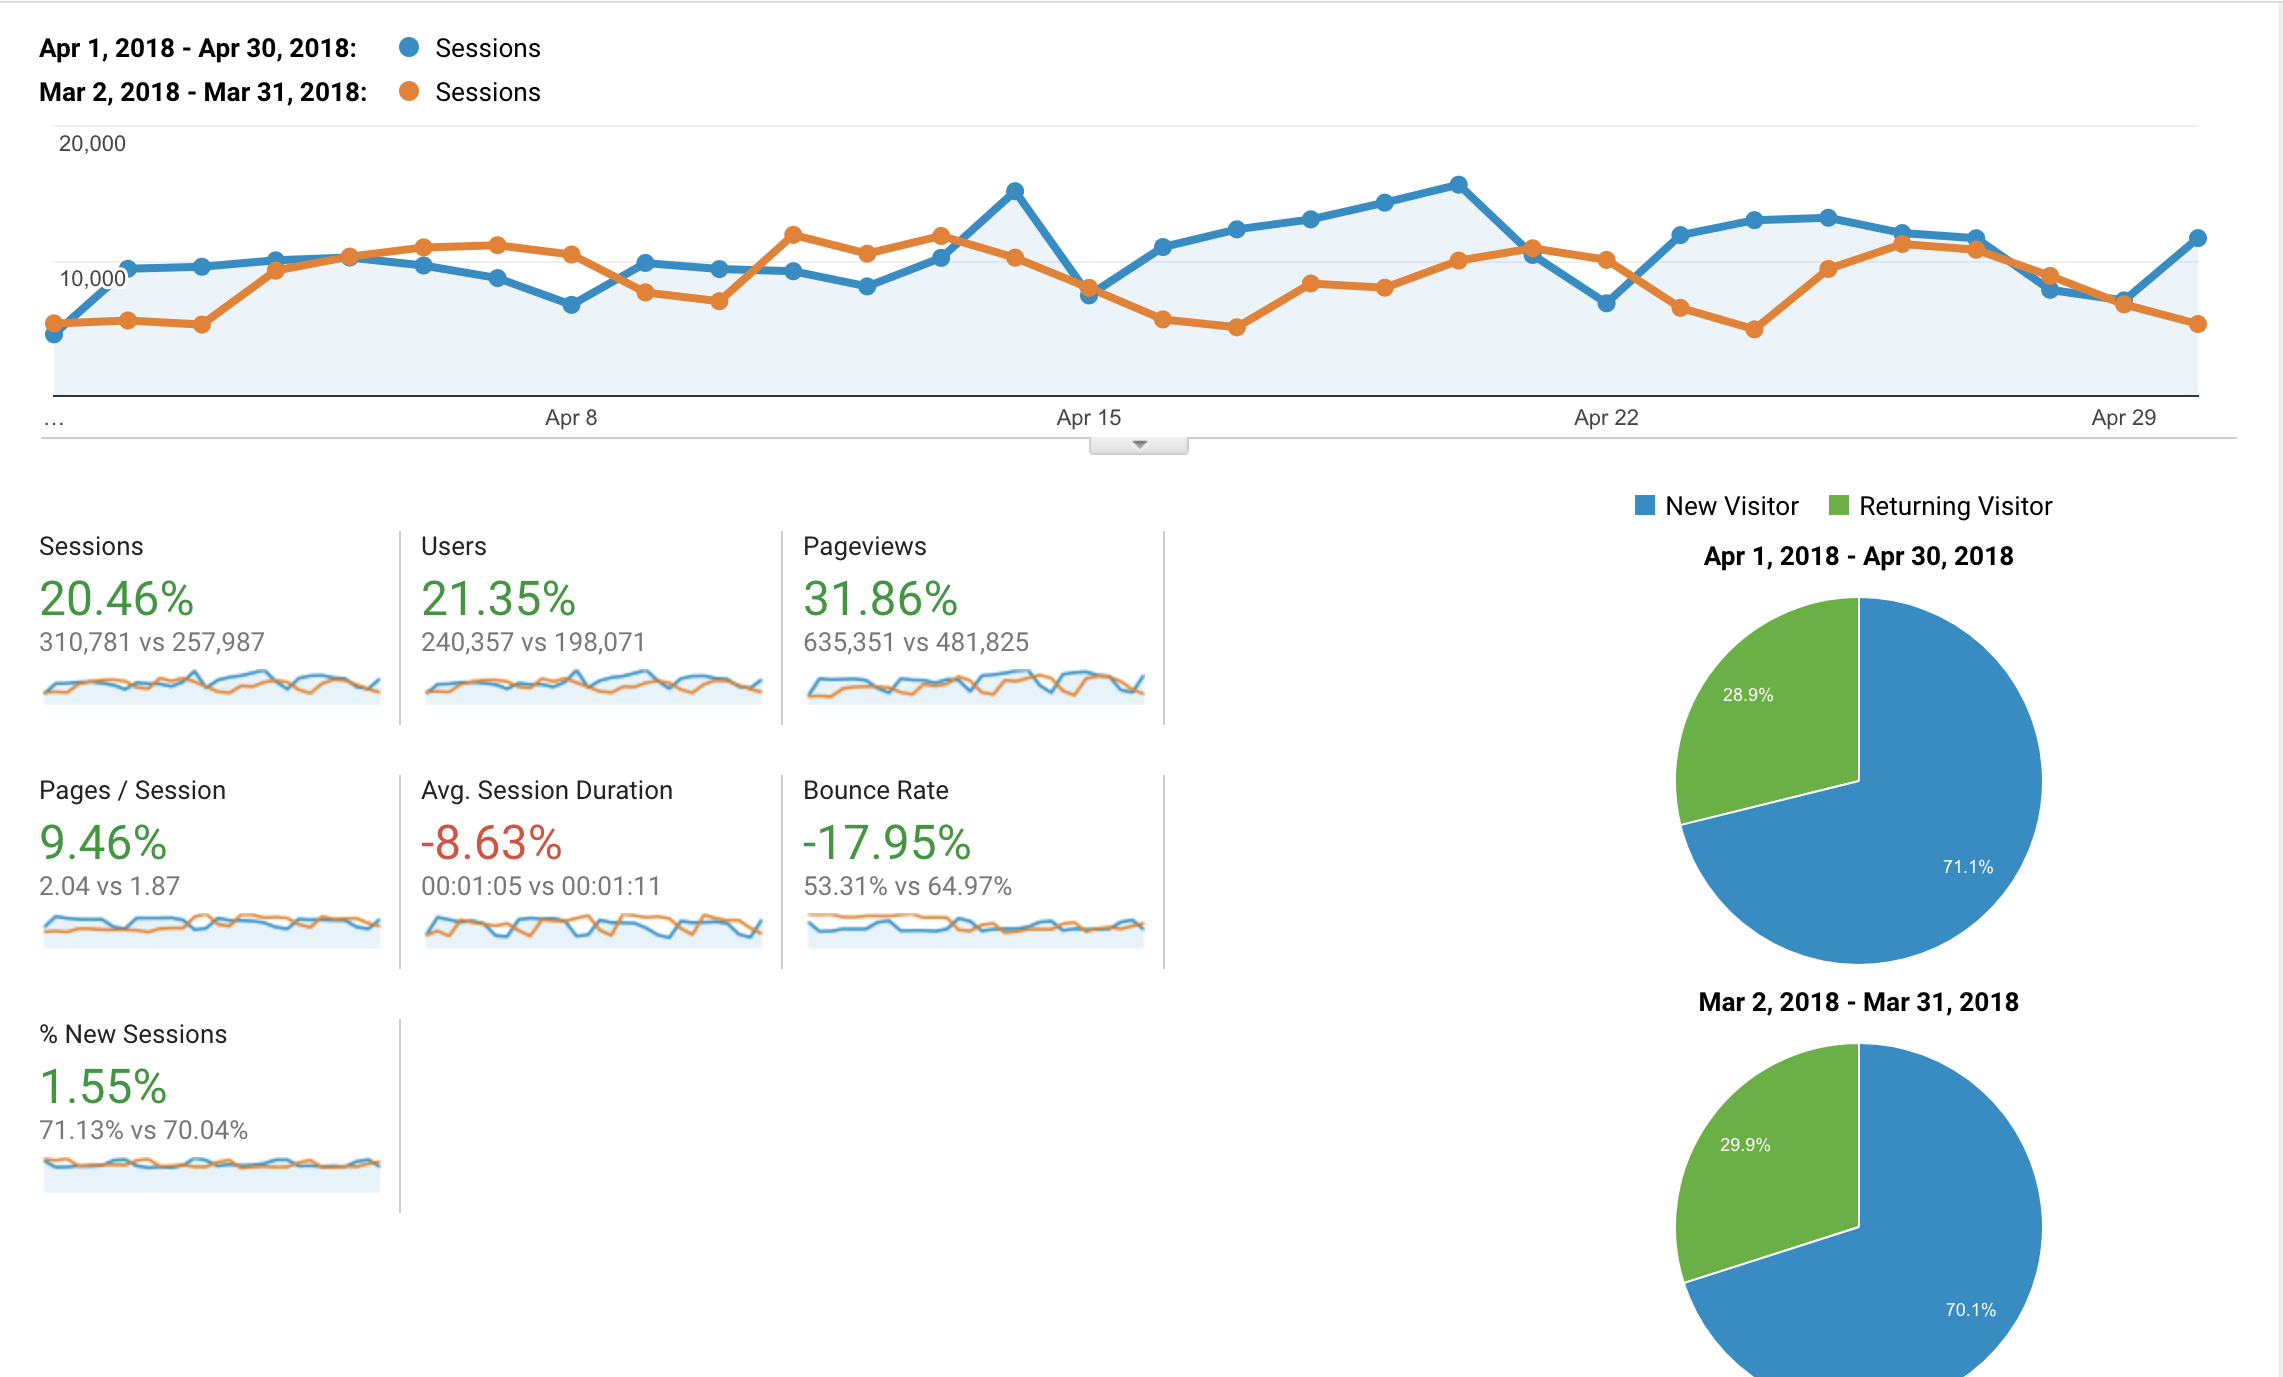 Apr 1, 2018 - Apr 30, 2018: Sessions
Mar 2, 2018 - Mar 31, 2018: Sessions
20,000
10,000
... Apr 8 Apr 15 Apr 22 Apr 29
Sessions
20.46%
310,781 vs 257,987
Users
21.35%
240,357 vs 198,071
Pageviews
31.86%
635,351 vs 481,825
Pages / Session
9.46%
2.04 vs 1.87
Avg. Session Duration
-8.63%
00:01:05 vs 00:01:11
Bounce Rate
-17.95%
53.31% vs 64.97%
% New Sessions
1.55%
71.13% vs 70.04%
New Visitor Returning Visitor
Apr 1, 2018 - Apr 30, 2018
28.9%
71.1%
Mar 2, 2018 - Mar 31, 2018
29.9%
70.1%